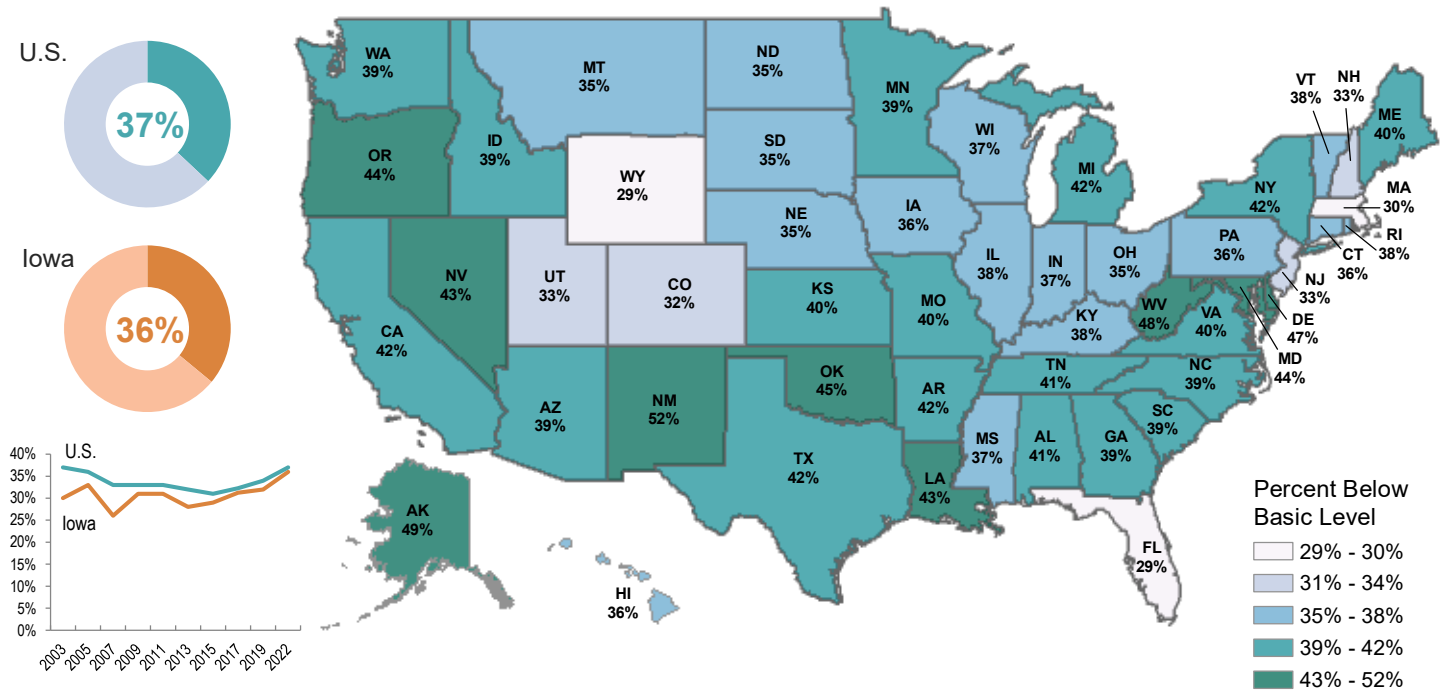 U.S.
37%
Iowa
36%
U.S.
Iowa
40%
35%
30%
25%
20%
15%
10%
5%
0%
2003
2005
2007
2009
2011
2013
2015
2017
2019
2022
WA
39%
OR
44%
ID
39%
MT
35%
ND
35%
SD
35%
MN
39%
WI
37%
MI
42%
VT
38%
NH
33%
ME
40%
WY
29%
NE
35%
IA
36%
NY
42%
MA
30%
RI
38%
CT
36%
NV
43%
UT
33%
CO
32%
KS
40%
MO
40%
IL
38%
IN
37%
OH
35%
PA
36%
NJ
33%
DE
47%
MD
44%
CA
42%
KY
38%
WV
48%
VA
40%
AZ
39%
NM
52%
OK
45%
AR
42%
TN
41%
NC
39%
SC
39%
TX
42%
LA
43%
MS
37%
AL
41%
GA
39%
FL
29%
AK
49%
HI
36%
Percent Below
Basic Level
29% - 30%
31% - 34%
35% - 38%
39% - 42%
43% - 52%